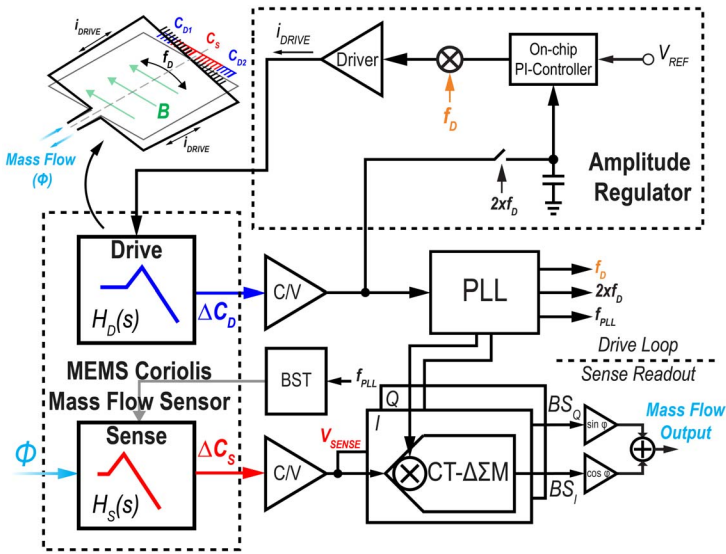 i_DRIVE
C_D1
C_S
C_D2
f_D
B
i_DRIVE
Mass Flow
(Φ)
i_DRIVE
Driver
f_D
On-chip
PI-Controller
V_REF
2xf_D
Amplitude
Regulator
Drive
H_D(s)
ΔC_D
C/V
PLL
f_D
2xf_D
f_PLL
Drive Loop
Sense Readout
MEMS Coriolis
Mass Flow Sensor
BST
f_PLL
Sense
H_S(s)
Φ
ΔC_S
C/V
V_SENSE
Q
I
CT-ΔΣM
BS_Q
BS_I
sin φ
cos φ
Mass Flow
Output